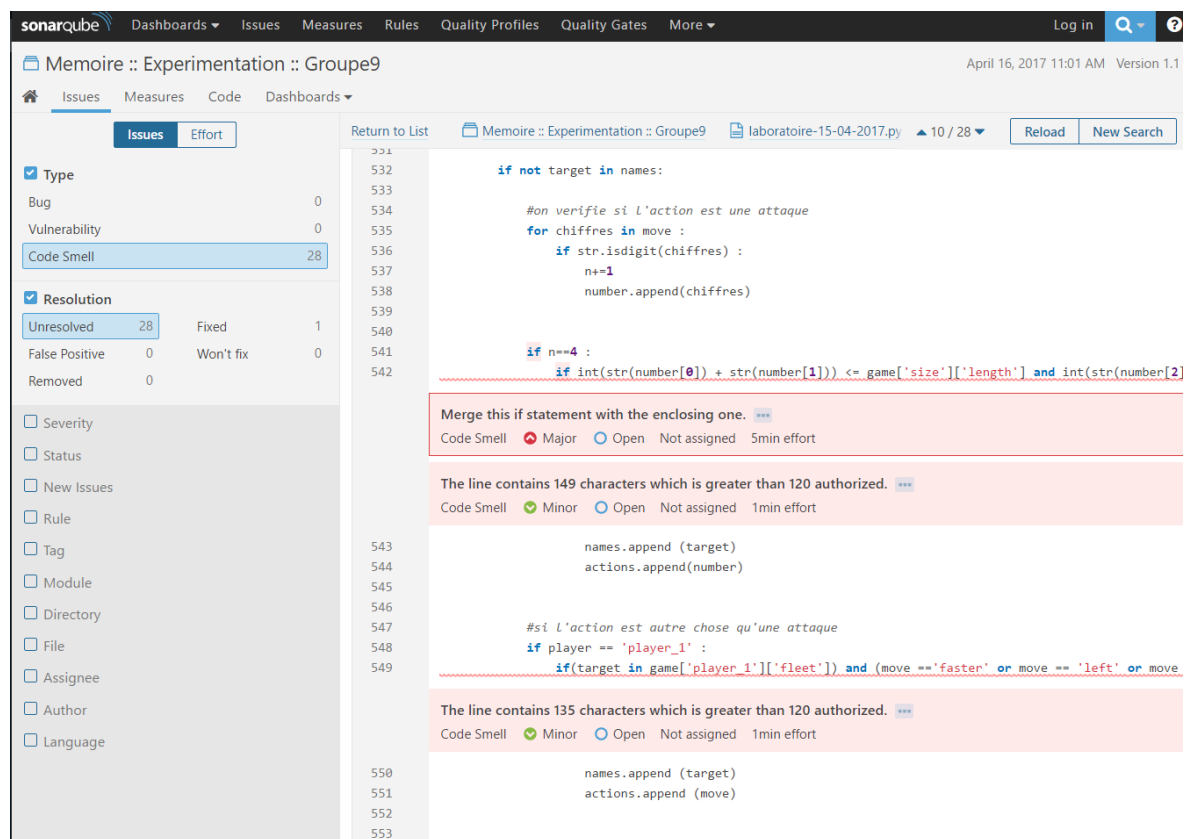 sonarqube Dashboards Issues Measures Rules Quality Profiles Quality Gates More Log in ?
Memoire :: Experimentation :: Groupe9 April 16, 2017 11:01 AM Version 1.1
Issues Measures Code Dashboards
Issues Effort
Return to List Memoire :: Experimentation :: Groupe9 laboratoire-15-04-2017.py 10 / 28 Reload New Search
Type
Bug 0
Vulnerability 0
Code Smell 28
Resolution
Unresolved 28 Fixed 1
False Positive 0 Won't fix 0
Removed 0
Severity
Status
New Issues
Rule
Tag
Module
Directory
File
Assignee
Author
Language
531
532 if not target in names:
533
534 #on verifie si l'action est une attaque
535 for chiffres in move :
536 if str.isdigit(chiffres) :
537 n+=1
538 number.append(chiffres)
539
540
541 if n==4 :
542 if int(str(number[0]) + str(number[1])) <= game['size']['length'] and int(str(number[2]
Merge this if statement with the enclosing one.
Code Smell Major Open Not assigned 5min effort
The line contains 149 characters which is greater than 120 authorized.
Code Smell Minor Open Not assigned 1min effort
543 names.append (target)
544 actions.append(number)
545
546
547 #si l'action est autre chose qu'une attaque
548 if player == 'player_1' :
549 if(target in game['player_1']['fleet']) and (move =='faster' or move == 'left' or move
The line contains 135 characters which is greater than 120 authorized.
Code Smell Minor Open Not assigned 1min effort
550 names.append (target)
551 actions.append (move)
552
553